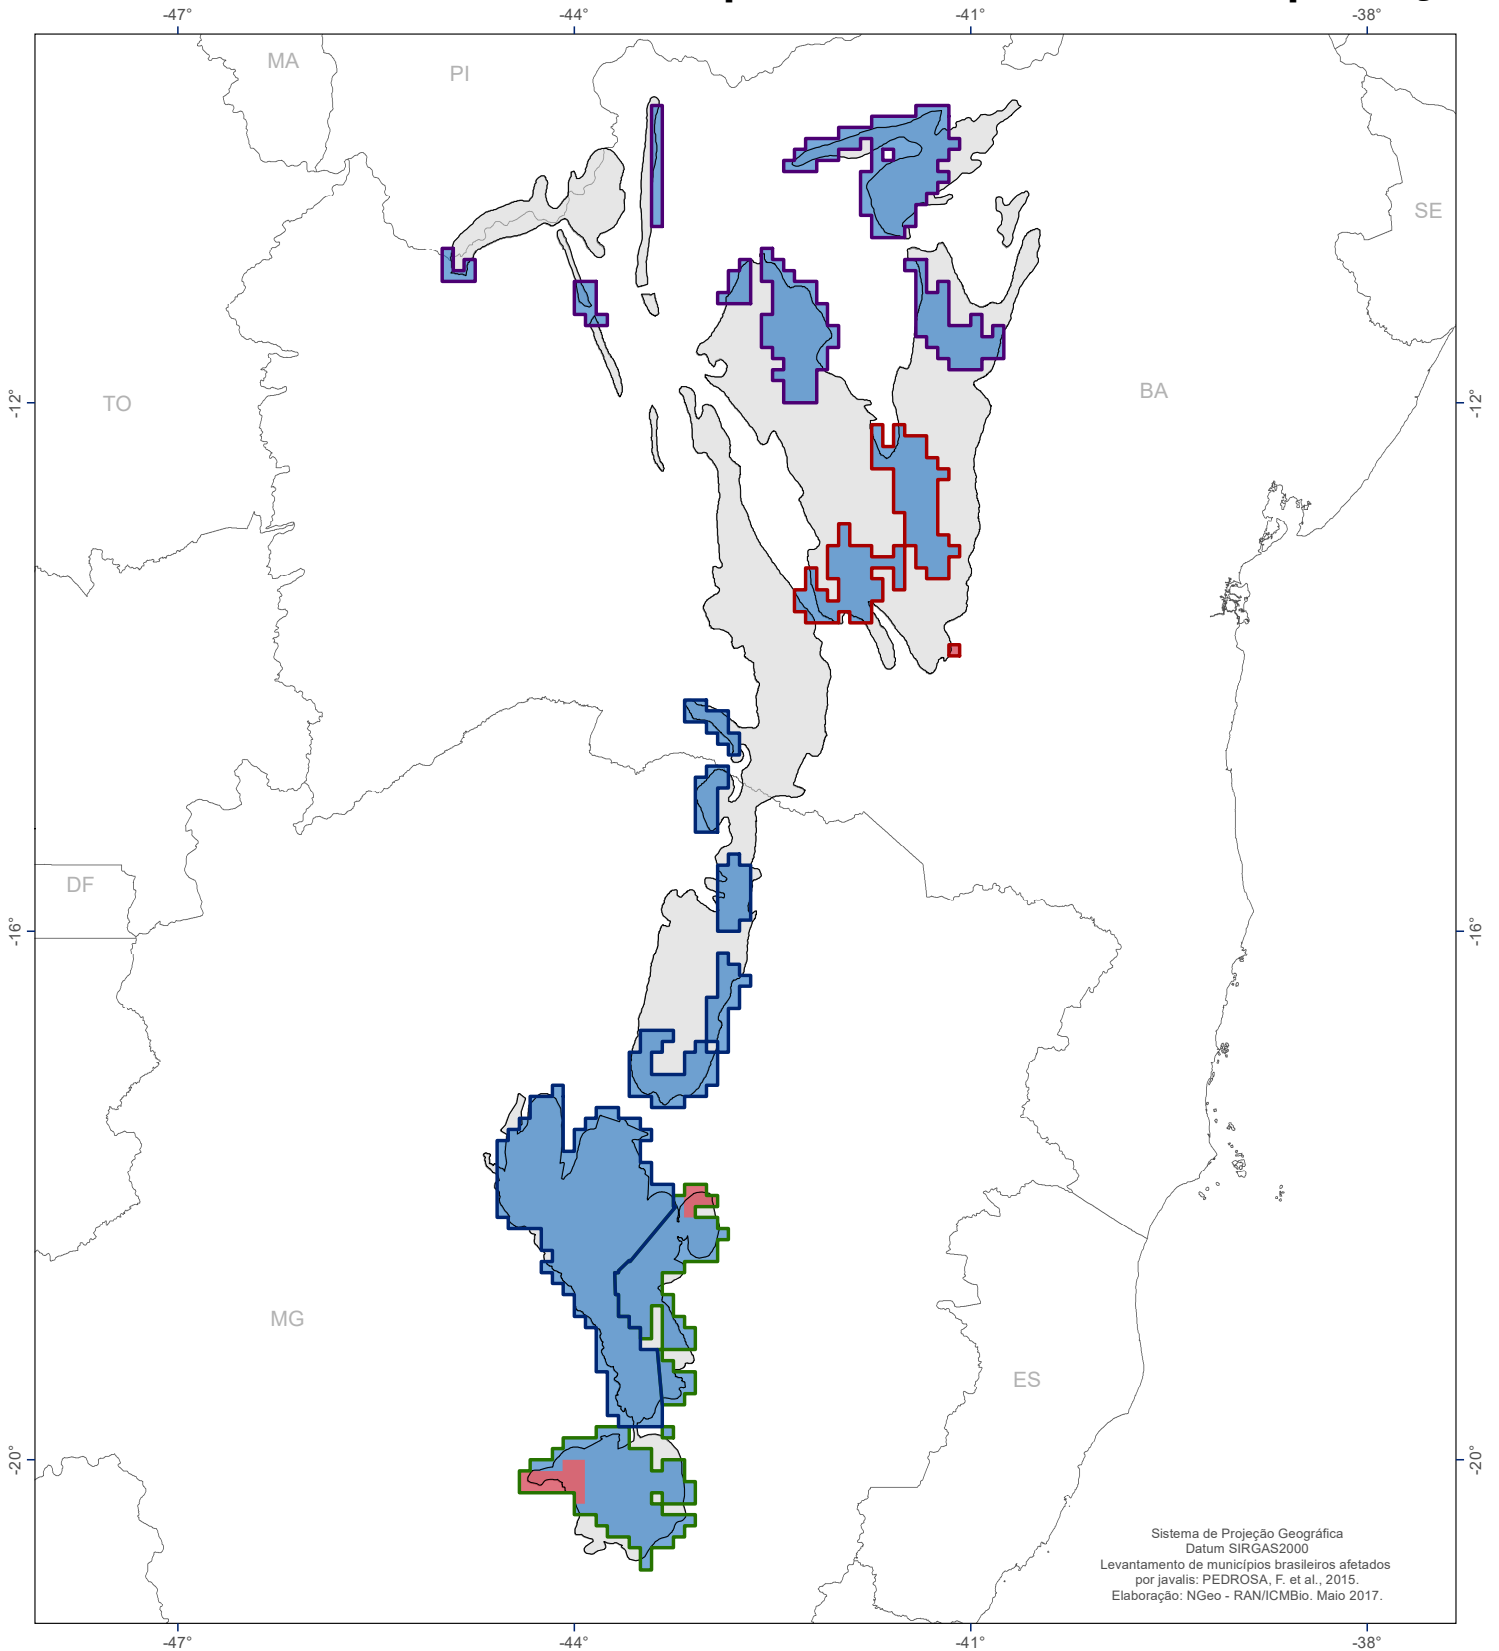 -47°
-44°
-41°
-38°
MA
PI
SE
-12°
-12°
TO
BA
DF
-16°
-16°
MG
ES
-20°
-20°
Sistema de Projeção Geográfica
Datum SIRGAS2000
Levantamento de municípios brasileiros afetados
por javalis: PEDROSA, F. et al., 2015.
Elaboração: NGeo - RAN/ICMBio. Maio 2017.
-47°
-44°
-41°
-38°